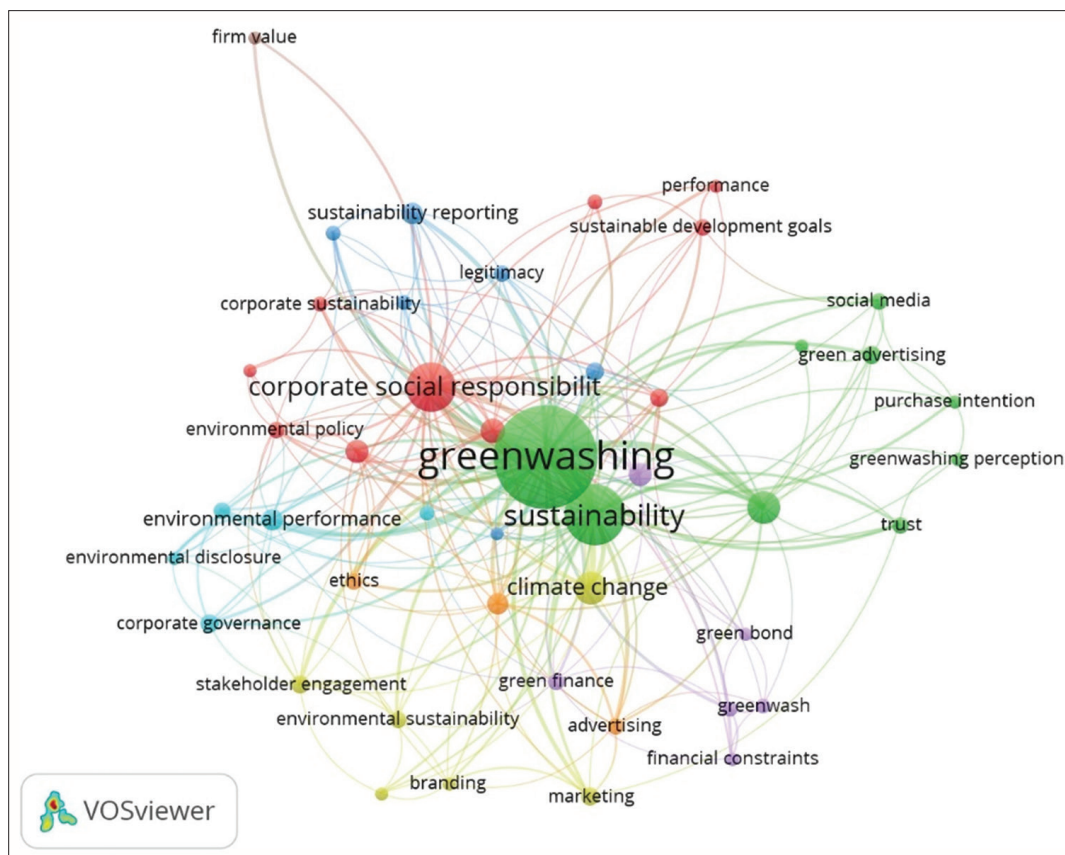 firm value
performance
sustainability reporting
sustainable development goals
legitimacy
corporate sustainability
social media
green advertising
corporate social responsibilit
purchase intention
environmental policy
greenwashing
greenwashing perception
sustainability
environmental performance
trust
environmental disclosure
ethics
climate change
corporate governance
green bond
stakeholder engagement
green finance
greenwash
environmental sustainability
advertising
financial constraints
branding
marketing
VOSviewer